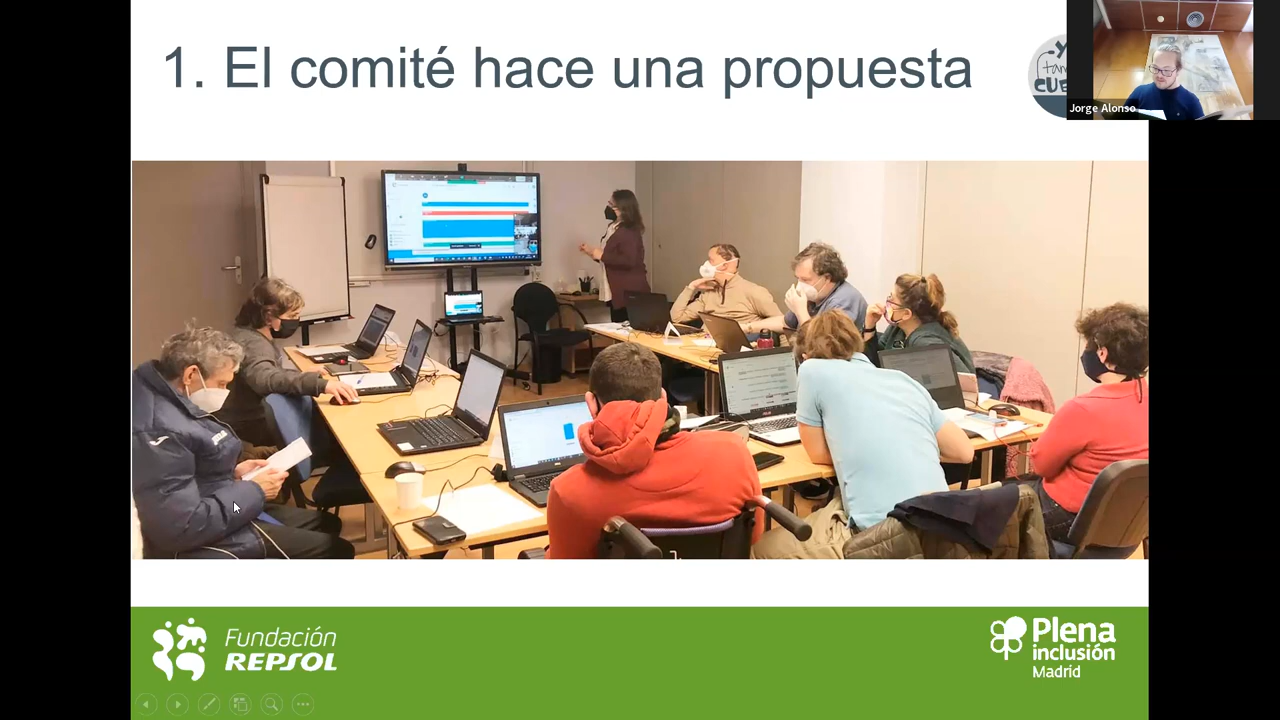 1. El comité hace una propuesta
Jorge Alonso
Fundación
REPSOL
Plena
inclusión
Madrid